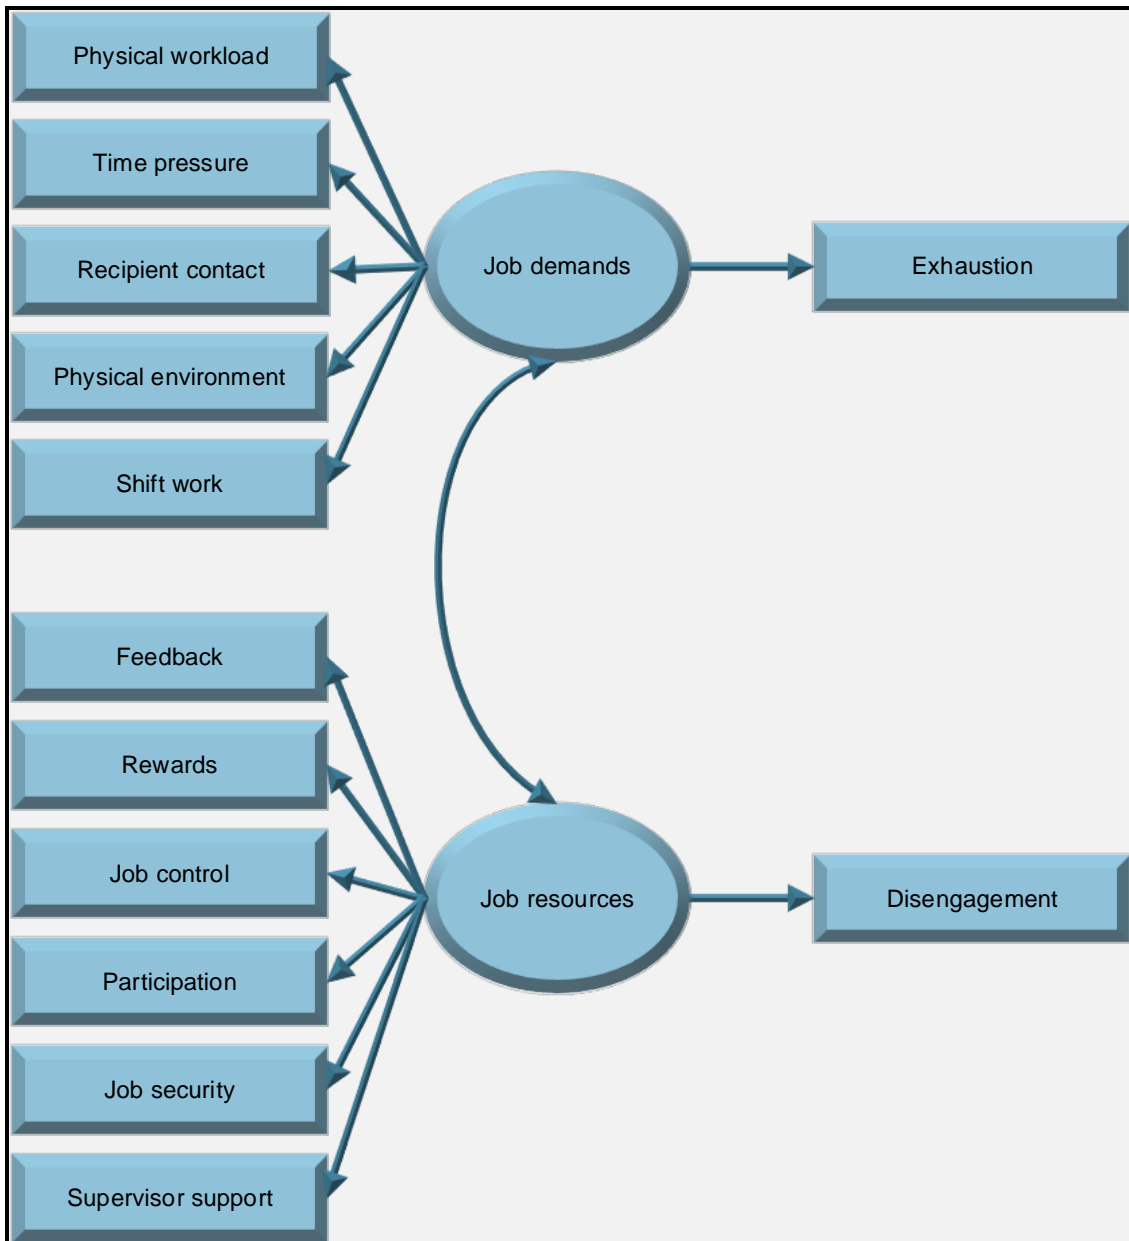 Physical workload
Time pressure
Recipient contact
Physical environment
Shift work
Job demands
Exhaustion
Feedback
Rewards
Job control
Participation
Job security
Supervisor support
Job resources
Disengagement